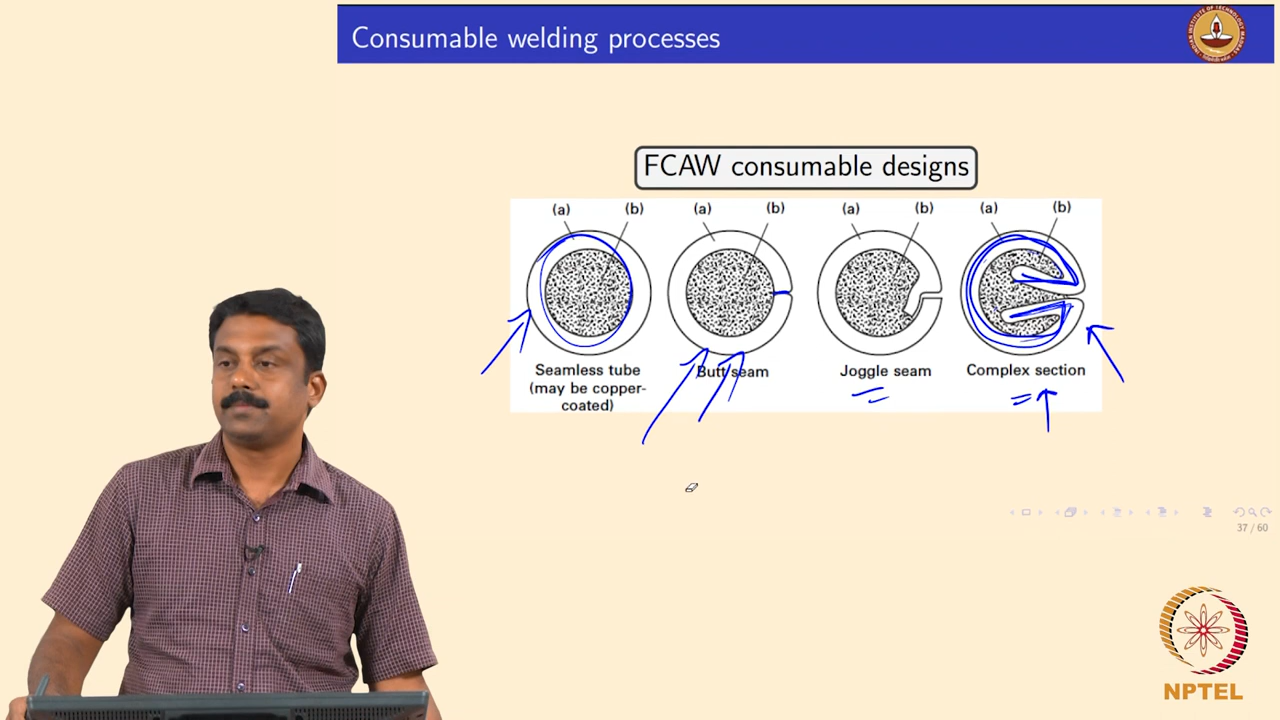 Consumable welding processes
FCAW consumable designs
(a) (b) (a) (b) (a) (b) (a) (b)
Seamless tube
(may be copper-
coated)
Butt seam
Joggle seam
Complex section
37 / 60
NPTEL